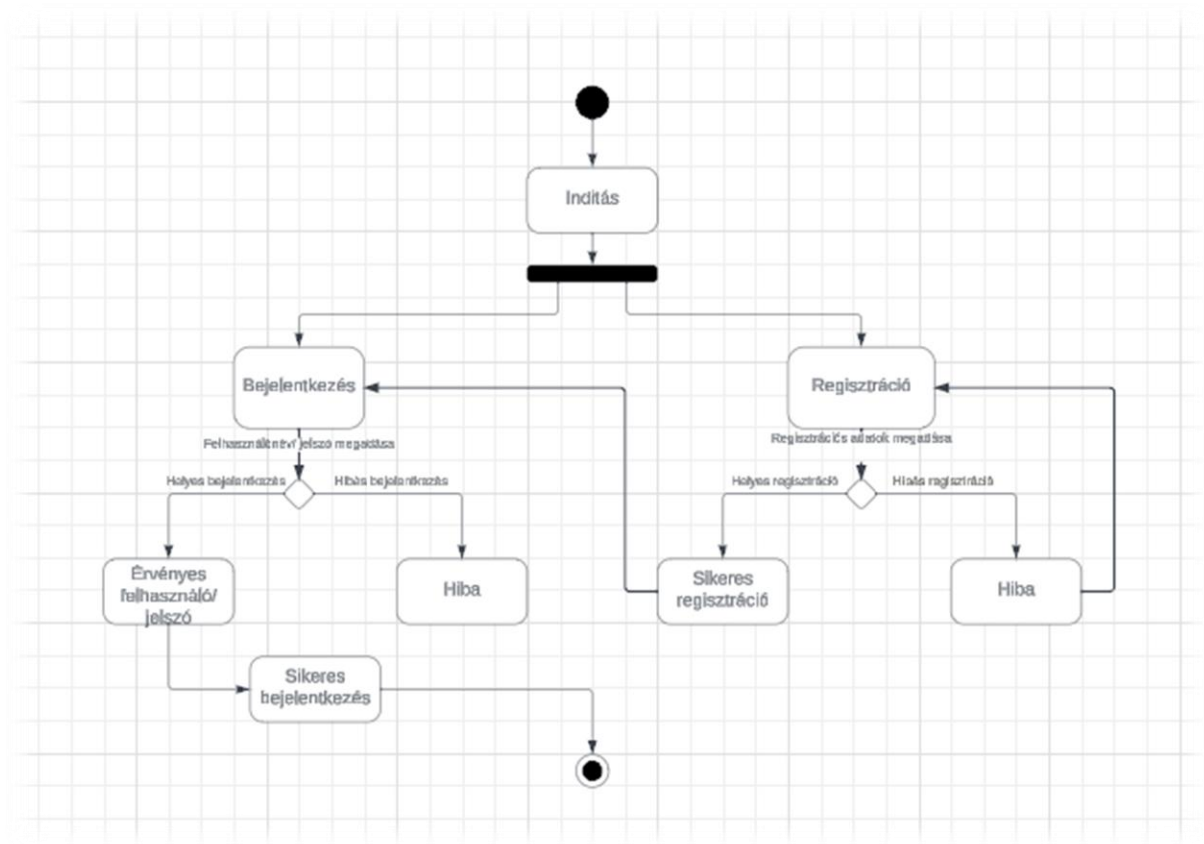 Indítás
Bejelentkezés
Regisztráció
Felhasználónév/ jelszó megadása
Regisztrációs adatok megadása
Helyes bejelentkezés
Hibás bejelentkezés
Helyes regisztráció
Hibás regisztráció
Érvényes
felhasználó/
jelszó
Hiba
Sikeres
regisztráció
Hiba
Sikeres
bejelentkezés